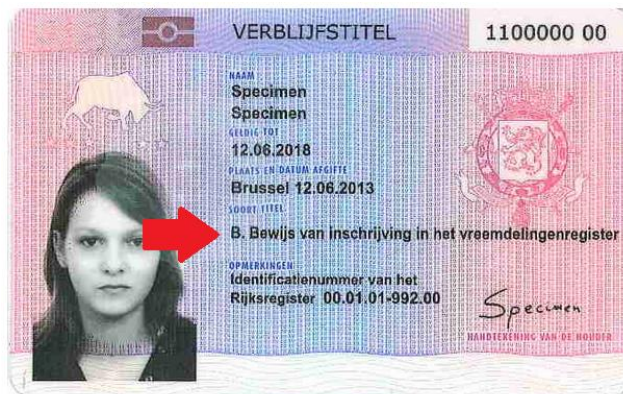 VERBLIJFSTITEL
1100000 00
NAAM
Specimen
Specimen
GELDIG TOT
12.06.2018
PLAATS EN DATUM AFGIFTE
Brussel 12.06.2013
SOORT TITEL
B. Bewijs van inschrijving in het vreemdelingenregister
OPMERKINGEN
Identificatienummer van het
Rijksregister 00.01.01-992.00
Specimen
HANDTEKENING VAN DE HOUDER